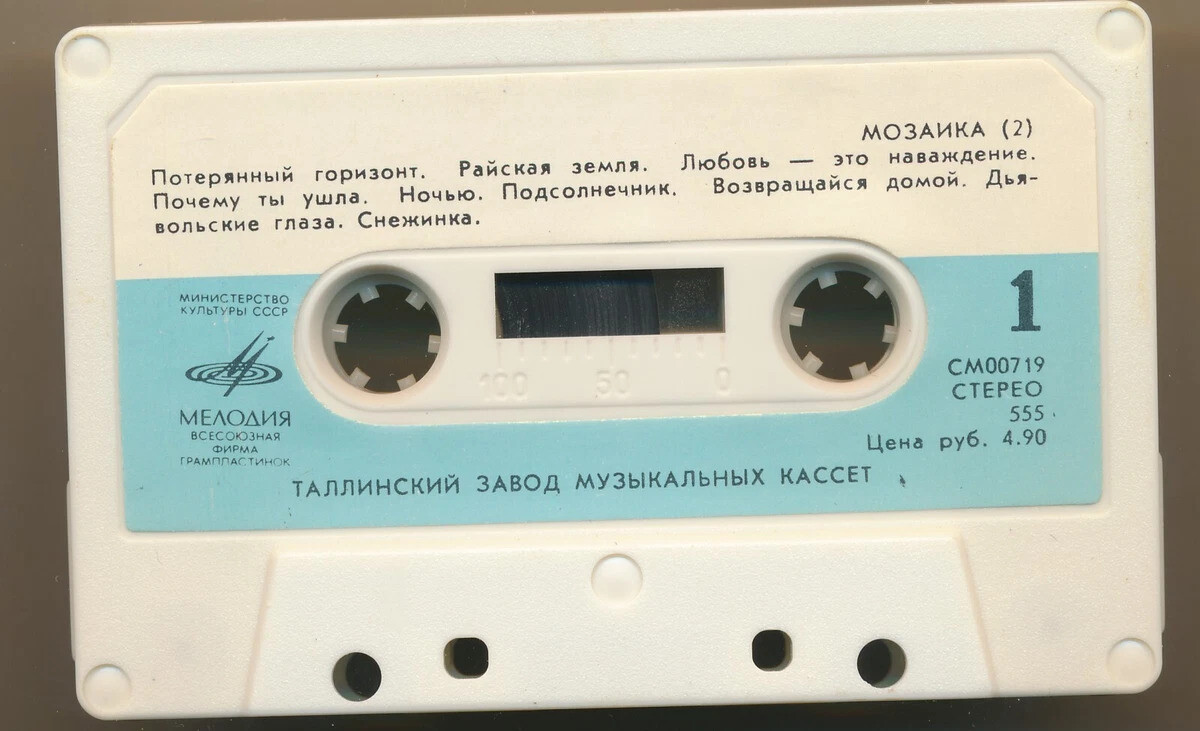 МОЗАИКА (2)
Потерянный горизонт. Райская земля. Любовь — это наваждение.
Почему ты ушла. Ночью. Подсолнечник. Возвращайся домой. Дья-
вольские глаза. Снежинка.
МИНИСТЕРСТВО
КУЛЬТУРЫ СССР
МЕЛОДИЯ
ВСЕСОЮЗНАЯ
ФИРМА
ГРАМПЛАСТИНОК
100 50 0
1
СМ00719
СТЕРЕО
555
Цена руб. 4.90
ТАЛЛИНСКИЙ ЗАВОД МУЗЫКАЛЬНЫХ КАССЕТ